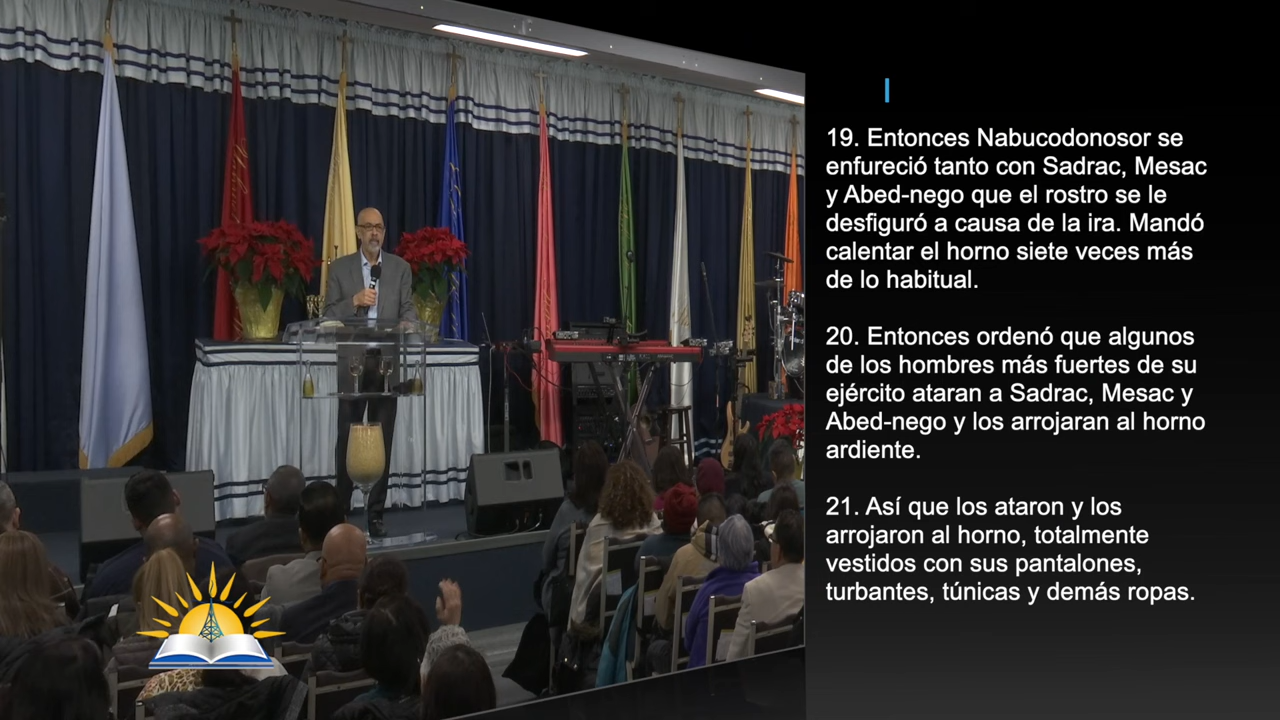 19. Entonces Nabucodonosor se
enfureció tanto con Sadrac, Mesac
y Abed-nego que el rostro se le
desfiguró a causa de la ira. Mandó
calentar el horno siete veces más
de lo habitual.
20. Entonces ordenó que algunos
de los hombres más fuertes de su
ejército ataran a Sadrac, Mesac y
Abed-nego y los arrojaran al horno
ardiente.
21. Así que los ataron y los
arrojaron al horno, totalmente
vestidos con sus pantalones,
turbantes, túnicas y demás ropas.